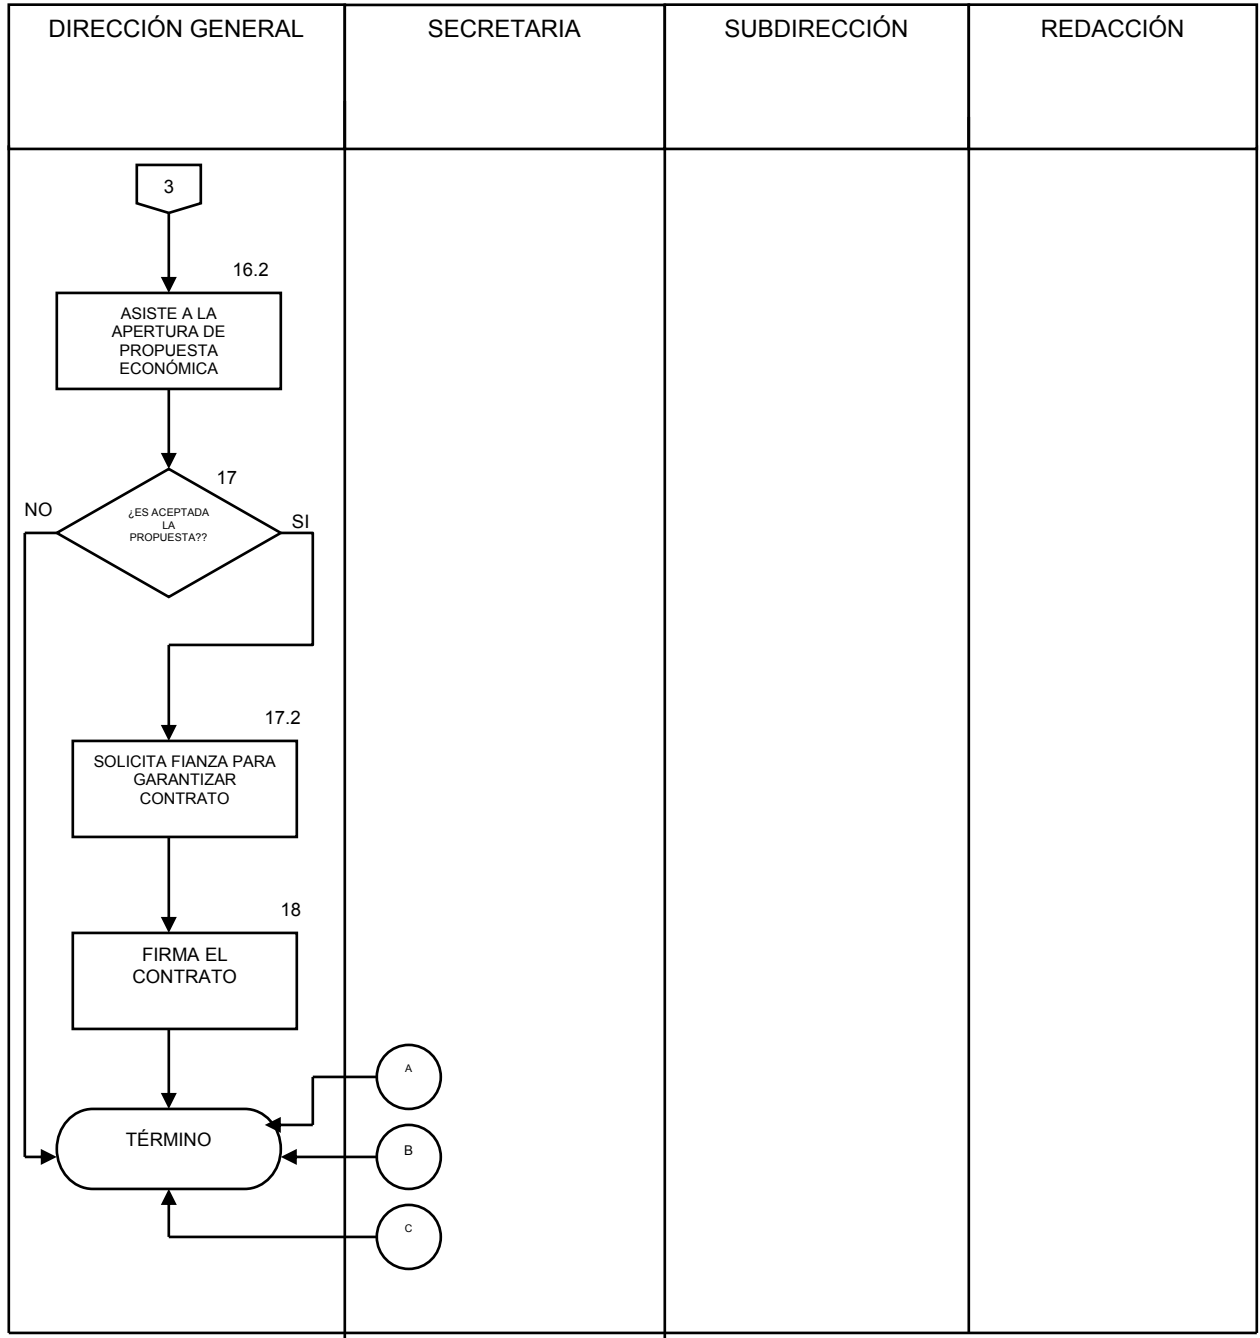 DIRECCIÓN GENERAL
SECRETARIA
SUBDIRECCIÓN
REDACCIÓN
3
16.2
ASISTE A LA
APERTURA DE
PROPUESTA
ECONÓMICA
17
NO
¿ES ACEPTADA
LA
PROPUESTA??
SI
17.2
SOLICITA FIANZA PARA
GARANTIZAR
CONTRATO
18
FIRMA EL
CONTRATO
A
TÉRMINO
B
C